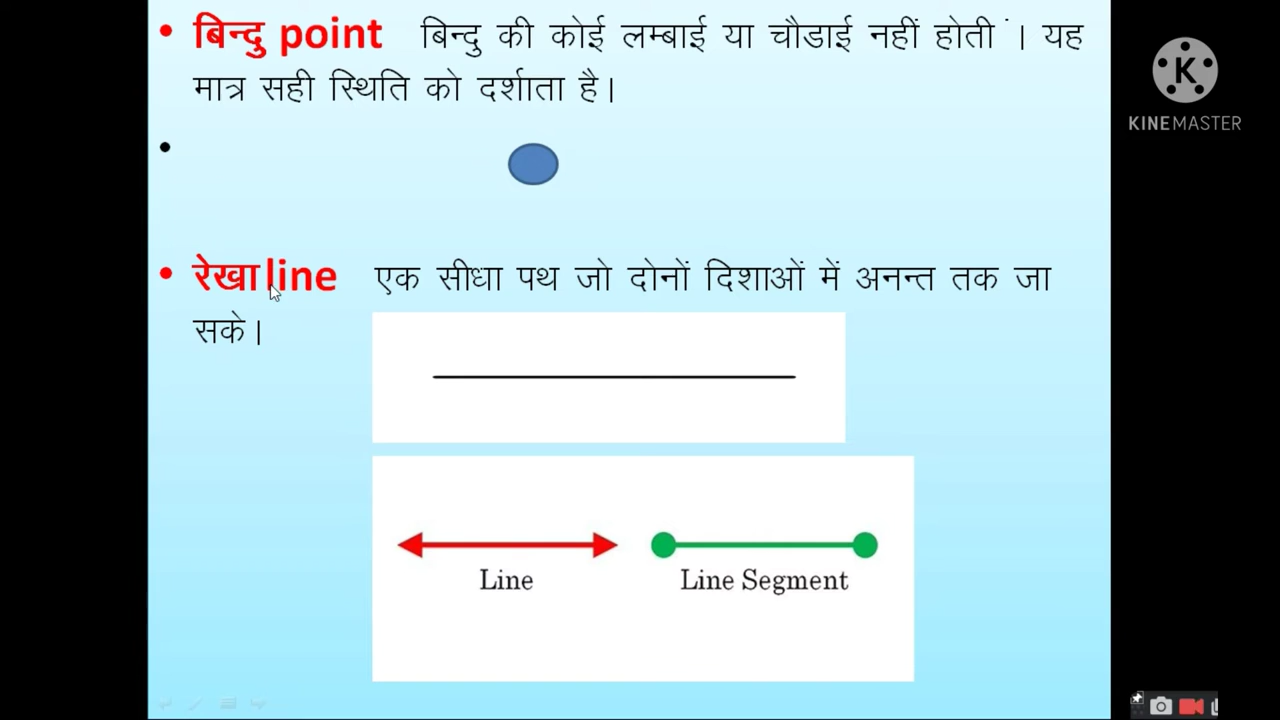 • बिन्दु point बिन्दु की कोई लम्बाई या चौडाई नहीं होती । यह
मात्र सही स्थिति को दर्शाता है।
•
• रेखा line एक सीधा पथ जो दोनों दिशाओं में अनन्त तक जा
सके।
Line Line Segment
K
KINEMASTER